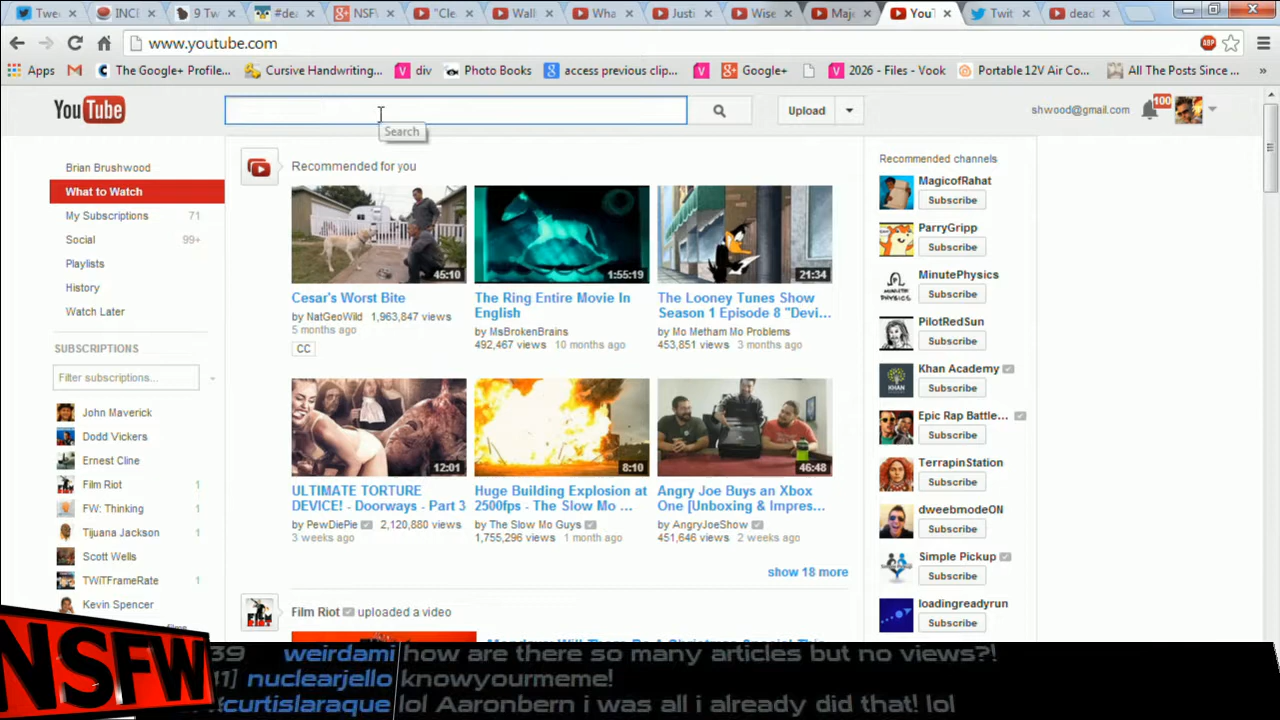 Twee
INCE
9 Tw
#dea
NSFW
"Cle
Wall
Wha
Justi
Wise
Maje
YouT
Twit
dead
www.youtube.com
ABP
Apps
The Google+ Profile...
Cursive Handwriting...
div
Photo Books
access previous clip...
Google+
2026 - Files - Vook
Portable 12V Air Co...
All The Posts Since ...
»
YouTube
Search
Upload
shwood@gmail.com
100
Brian Brushwood
What to Watch
My Subscriptions 71
Social 99+
Playlists
History
Watch Later
SUBSCRIPTIONS
Filter subscriptions...
John Maverick
Dodd Vickers
Ernest Cline
Film Riot 1
FW: Thinking 1
Tijuana Jackson 1
Scott Wells
TWiTFrameRate 1
Kevin Spencer
Recommended for you
45:10
Cesar's Worst Bite
by NatGeoWild 1,963,847 views
5 months ago
CC
1:55:19
The Ring Entire Movie In
English
by MsBrokenBrains
492,467 views 10 months ago
21:34
The Looney Tunes Show
Season 1 Episode 8 "Devi...
by Mo Metham Mo Problems
453,851 views 3 months ago
12:01
ULTIMATE TORTURE
DEVICE! - Doorways - Part 3
by PewDiePie 2,120,880 views
3 weeks ago
8:10
Huge Building Explosion at
2500fps - The Slow Mo ...
by The Slow Mo Guys
1,755,296 views 1 month ago
46:48
Angry Joe Buys an Xbox
One [Unboxing & Impres...
by AngryJoeShow
451,646 views 2 weeks ago
show 18 more
Film Riot uploaded a video
Recommended channels
MagicofRahat
Subscribe
ParryGripp
Subscribe
MinutePhysics
Subscribe
PilotRedSun
Subscribe
Khan Academy
Subscribe
Epic Rap Battle...
Subscribe
TerrapinStation
Subscribe
dweebmodeON
Subscribe
Simple Pickup
Subscribe
loadingreadyrun
Subscribe
NSFW
39 weirdami how are there so many articles but no views?!
11] nuclearjello knowyourmeme!
curtislaraque lol Aaronbern i was all i already did that! lol